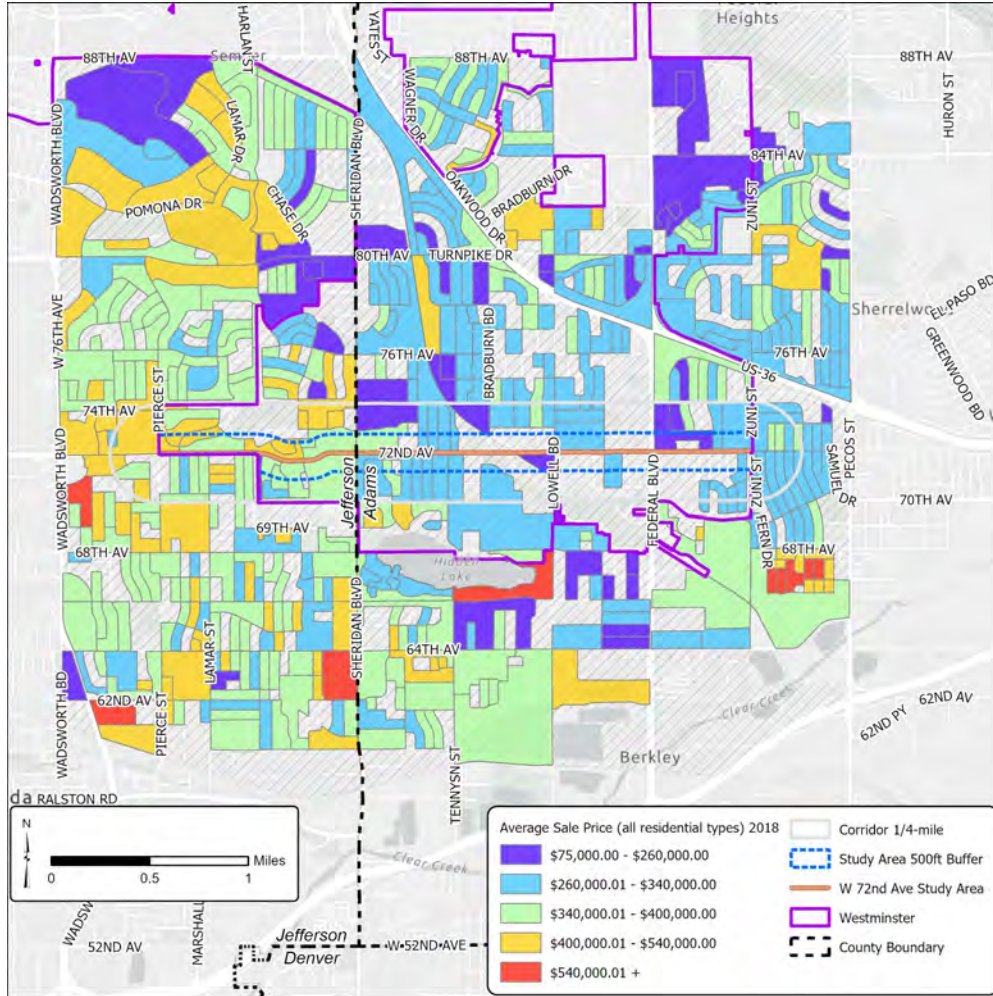 Heights
88TH AV
Semper
HARLAN ST
YATES ST
88TH AV
88TH AV
WADSWORTH BLVD
LAMAR DR
WAGNER DR
SHERIDAN BLVD
HURON ST
84TH AV
CHASE DR
POMONA DR
OAKWOOD DR
BRADBURN DR
ZUNI ST
80TH AV
TURNPIKE DR
W 76TH AVE
BRADBURN BD
Sherrelwoo
EL PASO BD
GREENWOOD BD
76TH AV
76TH AV
US-36
PIERCE ST
74TH AV
ZUNI ST
WADSWORTH BLVD
72ND AV
Jefferson
Adams
LOWELL BD
FEDERAL BLVD
ZUNI ST
SAMUEL DR
PECOS ST
70TH AV
69TH AV
68TH AV
FERN DR
68TH AV
Hidden
Lake
SHERIDAN BLVD
LAMAR ST
64TH AV
WADSWORTH BD
62ND AV
PIERCE ST
TENNYSN ST
Clear Creek
62ND PY
62ND AV
Berkley
da
RALSTON RD
N
Miles
0
0.5
1
Clear Creek
WADSW
MARSHALL
52ND AV
Jefferson
Denver
W 52ND AVE
Average Sale Price (all residential types) 2018
$75,000.00 - $260,000.00
$260,000.01 - $340,000.00
$340,000.01 - $400,000.00
$400,000.01 - $540,000.00
$540,000.01 +
Corridor 1/4-mile
Study Area 500ft Buffer
W 72nd Ave Study Area
Westminster
County Boundary